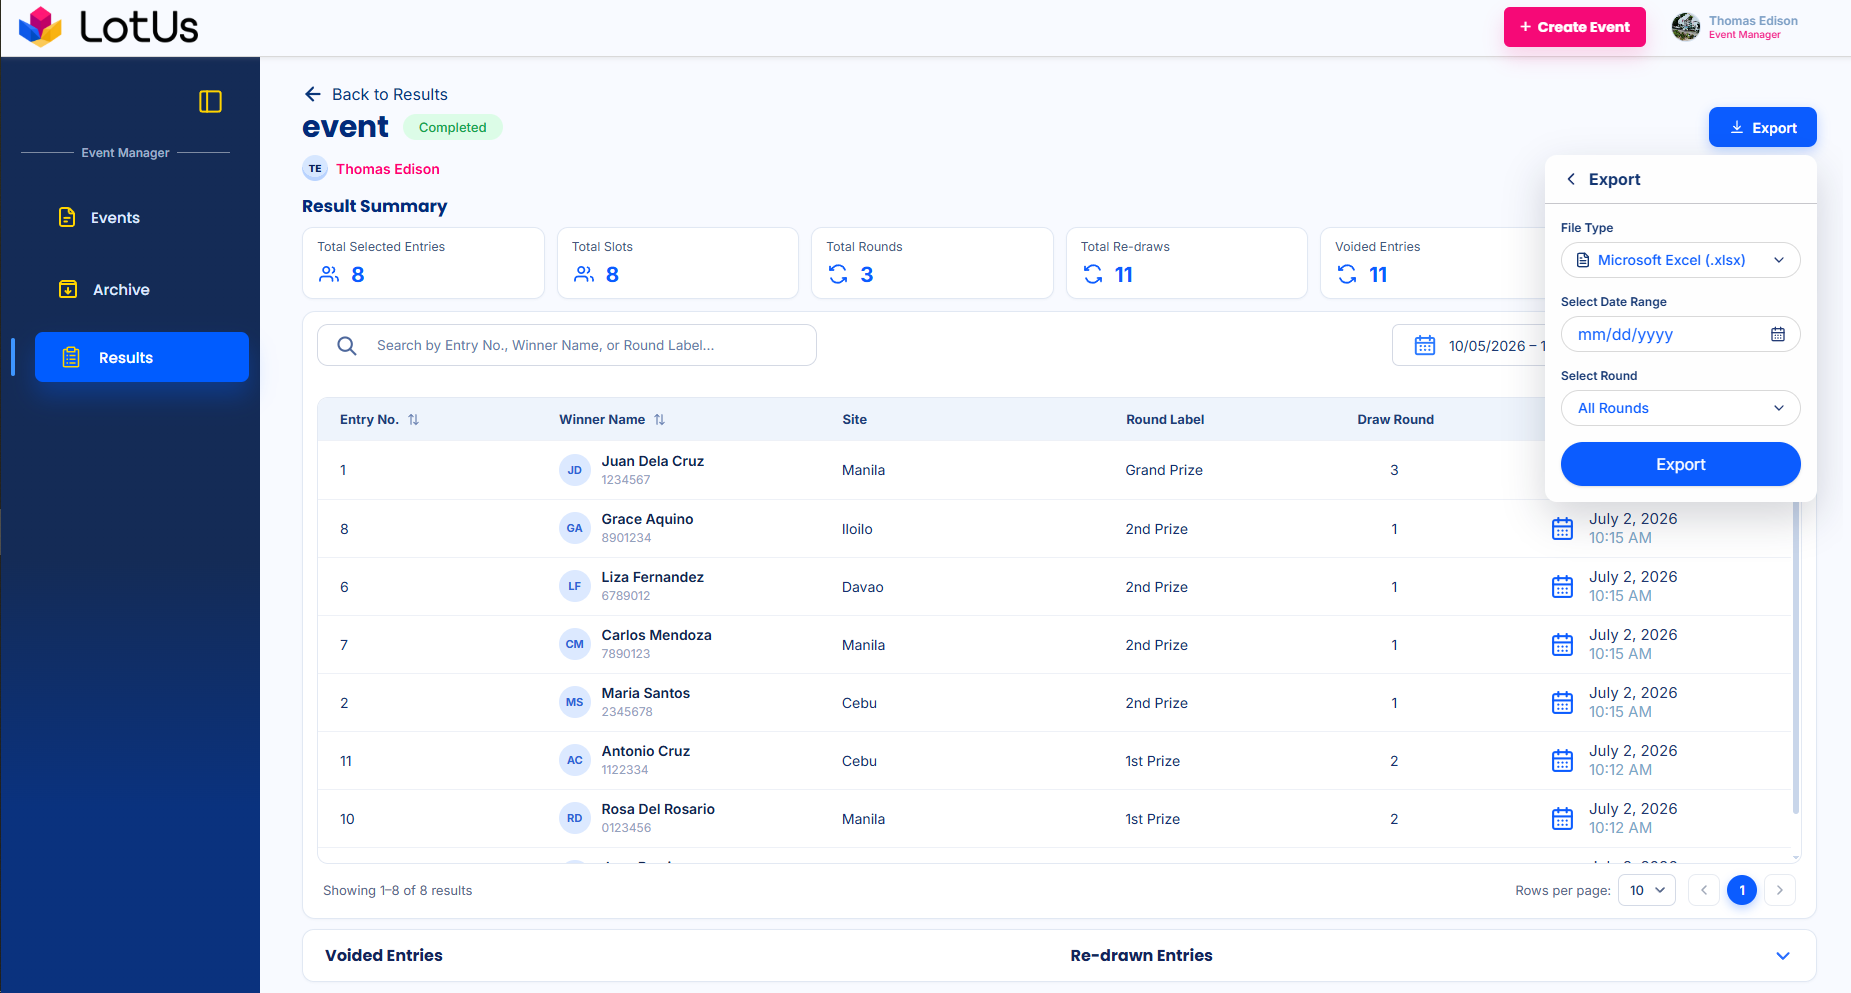 LotUs
+ Create Event
Thomas Edison
Event Manager
Event Manager
Events
Archive
Results
Back to Results
event
Completed
TE
Thomas Edison
Export
Result Summary
Total Selected Entries
8
Total Slots
8
Total Rounds
3
Total Re-draws
11
Voided Entries
11
Export
File Type
Microsoft Excel (.xlsx)
Select Date Range
mm/dd/yyyy
Select Round
All Rounds
Export
Search by Entry No., Winner Name, or Round Label...
10/05/2026 – 1
Entry No. Winner Name Site Round Label Draw Round
1 JD Juan Dela Cruz Manila Grand Prize 3
1234567
8 GA Grace Aquino Iloilo 2nd Prize 1 July 2, 2026
8901234 10:15 AM
6 LF Liza Fernandez Davao 2nd Prize 1 July 2, 2026
6789012 10:15 AM
7 CM Carlos Mendoza Manila 2nd Prize 1 July 2, 2026
7890123 10:15 AM
2 MS Maria Santos Cebu 2nd Prize 1 July 2, 2026
2345678 10:15 AM
11 AC Antonio Cruz Cebu 1st Prize 2 July 2, 2026
1122334 10:12 AM
10 RD Rosa Del Rosario Manila 1st Prize 2 July 2, 2026
0123456 10:12 AM
Showing 1–8 of 8 results
Rows per page: 10 1
Voided Entries
Re-drawn Entries